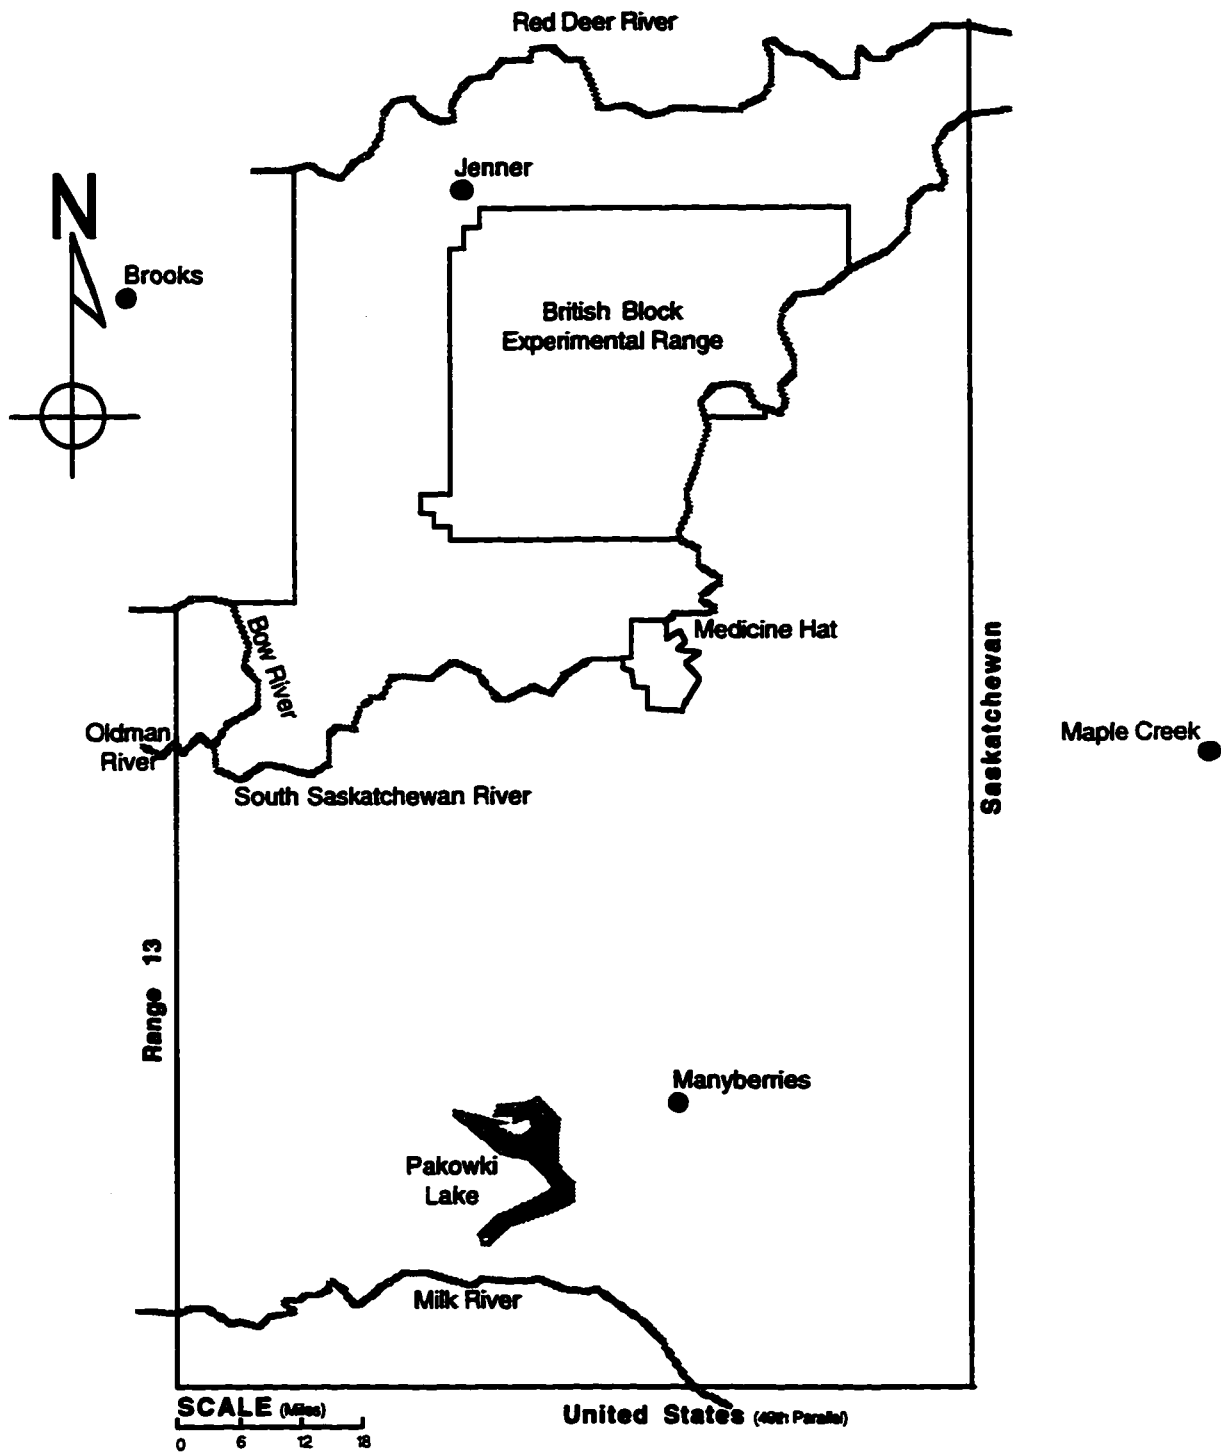 Red Deer River
Jenner
N
Brooks
British Block
Experimental Range
Bow River
Medicine Hat
Oldman
River
South Saskatchewan River
Saskatchewan
Maple Creek
Range 13
Manyberries
Pakowki
Lake
Milk River
SCALE (Miles)
0 6 12 18
United States (49th Parallel)